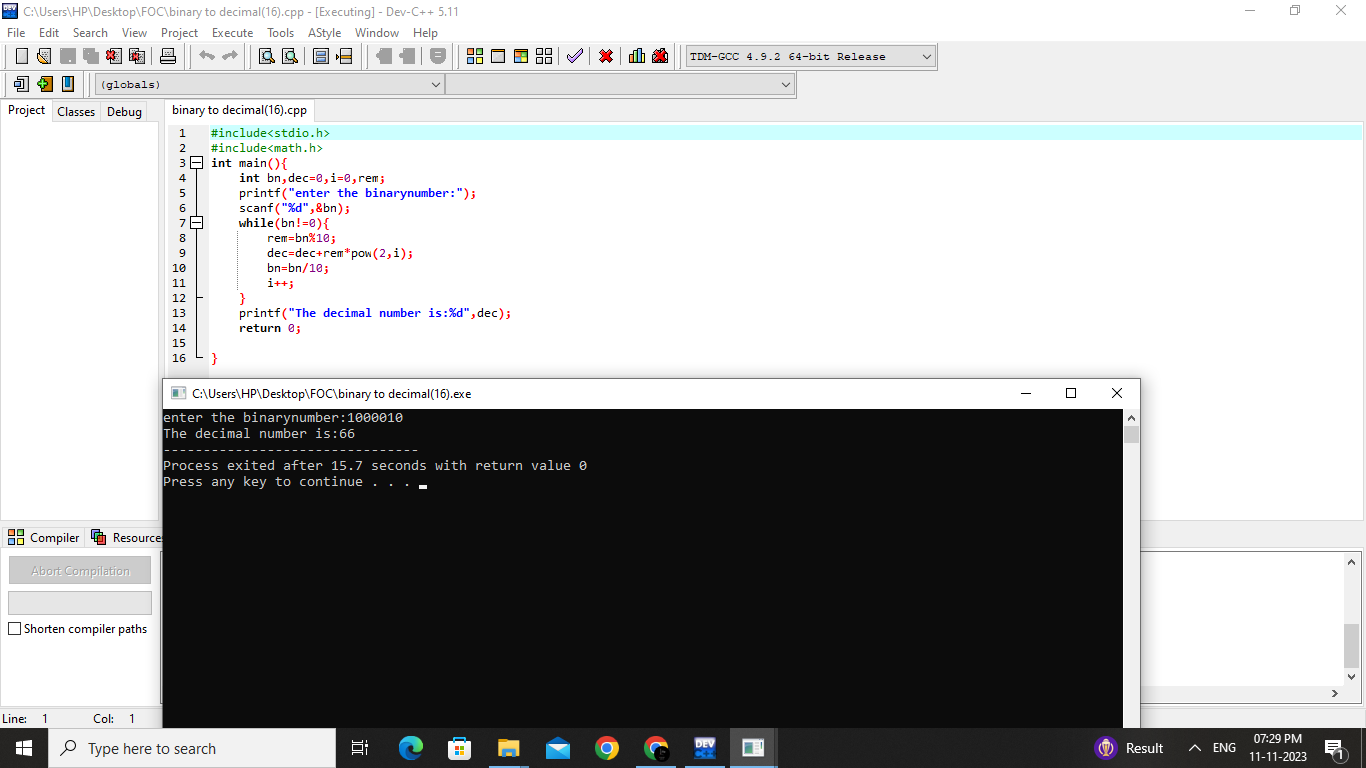 C:\Users\HP\Desktop\FOC\binary to decimal(16).cpp - [Executing] - Dev-C++ 5.11
File Edit Search View Project Execute Tools AStyle Window Help
TDM-GCC 4.9.2 64-bit Release
(globals)
Project Classes Debug
binary to decimal(16).cpp
1 #include<stdio.h>
2 #include<math.h>
3 int main(){
4 int bn,dec=0,i=0,rem;
5 printf("enter the binarynumber:");
6 scanf("%d",&bn);
7 while(bn!=0){
8 rem=bn%10;
9 dec=dec+rem*pow(2,i);
10 bn=bn/10;
11 i++;
12 }
13 printf("The decimal number is:%d",dec);
14 return 0;
15
16 }
C:\Users\HP\Desktop\FOC\binary to decimal(16).exe
enter the binarynumber:1000010
The decimal number is:66
--------------------------------
Process exited after 15.7 seconds with return value 0
Press any key to continue . . .
Compiler Resources
Abort Compilation
Shorten compiler paths
Line: 1 Col: 1
Type here to search
DEV
Result
ENG
07:29 PM
11-11-2023
1